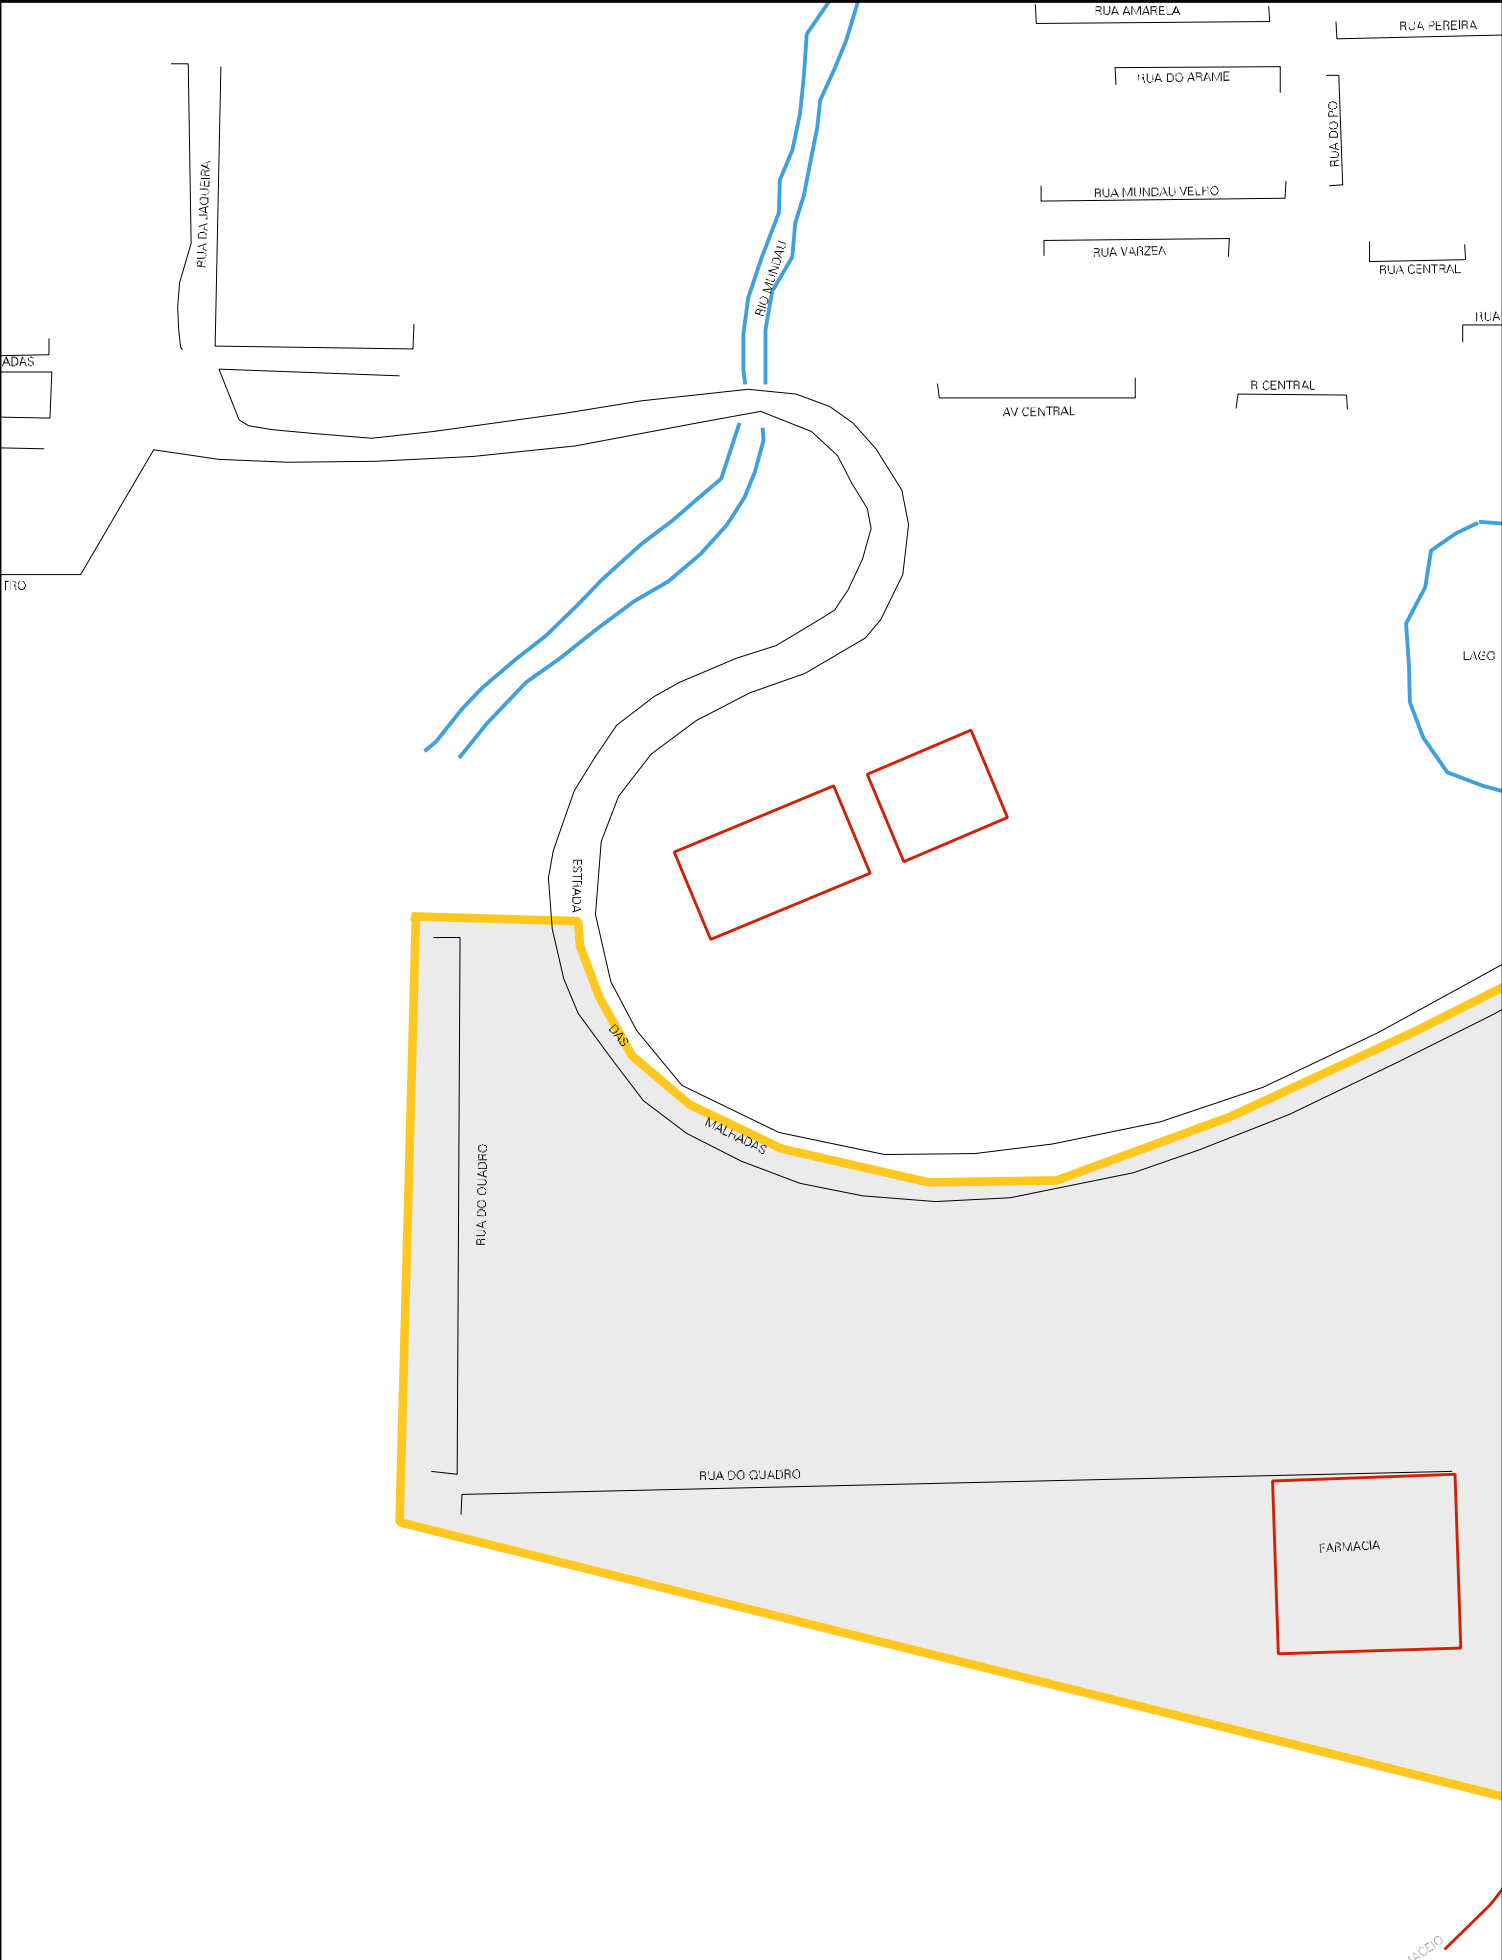 RUA AMARELA
RUA PEREIRA
RUA DO ARAME
RUA DO PO
RUA DA JAQUEIRA
RUA MUNDAU VELHO
RUA VARZEA
RUA CENTRAL
RIO MUNDAU
RUA
ADAS
R CENTRAL
AV CENTRAL
TRO
LAGO
ESTRADA
DAS
MALHADAS
RUA DO QUADRO
RUA DO QUADRO
FARMACIA
MACEIO